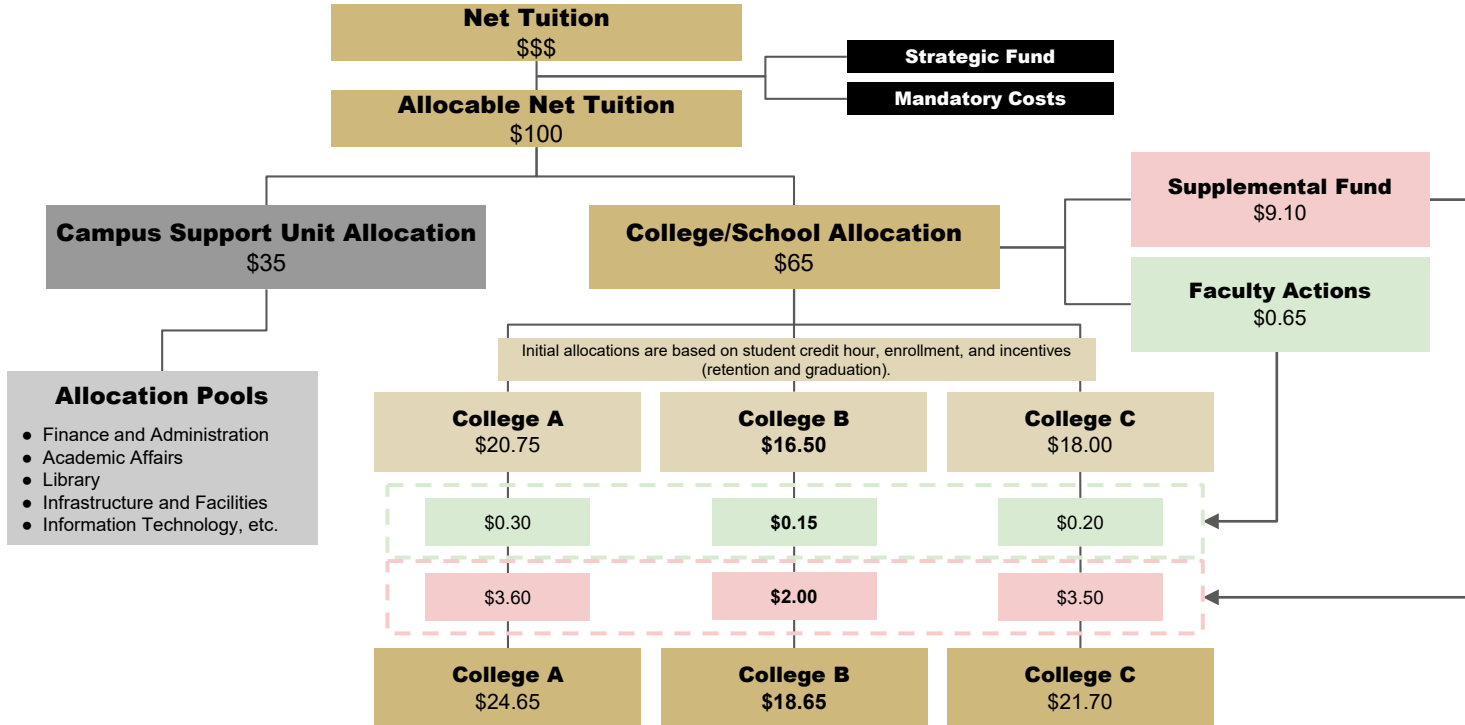 Net Tuition
$$$
Strategic Fund
Mandatory Costs
Allocable Net Tuition
$100
Supplemental Fund
$9.10
Campus Support Unit Allocation
$35
College/School Allocation
$65
Faculty Actions
$0.65
Initial allocations are based on student credit hour, enrollment, and incentives
(retention and graduation).
Allocation Pools
● Finance and Administration
● Academic Affairs
● Library
● Infrastructure and Facilities
● Information Technology, etc.
College A
$20.75
College B
$16.50
College C
$18.00
$0.30
$0.15
$0.20
$3.60
$2.00
$3.50
College A
$24.65
College B
$18.65
College C
$21.70